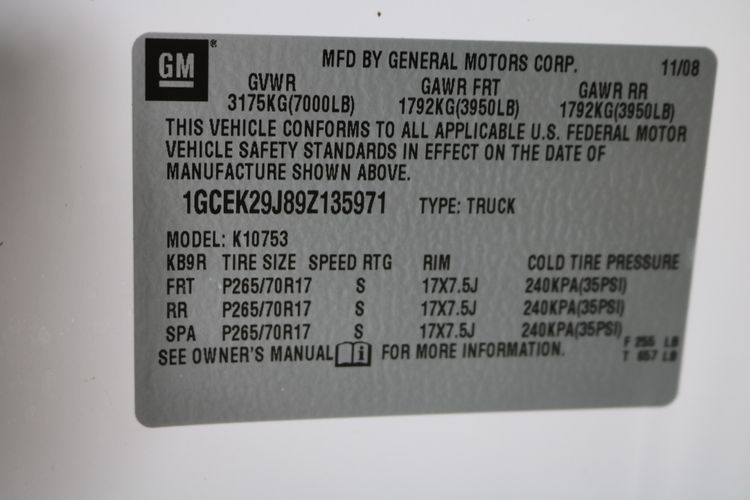 GM®
MFD BY GENERAL MOTORS CORP. 11/08
GVWR GAWR FRT GAWR RR
3175KG(7000LB) 1792KG(3950LB) 1792KG(3950LB)
THIS VEHICLE CONFORMS TO ALL APPLICABLE U.S. FEDERAL MOTOR
VEHICLE SAFETY STANDARDS IN EFFECT ON THE DATE OF
MANUFACTURE SHOWN ABOVE.
1GCEK29J89Z135971 TYPE: TRUCK
MODEL: K10753
KB9R TIRE SIZE SPEED RTG RIM COLD TIRE PRESSURE
FRT P265/70R17 S 17X7.5J 240KPA(35PSI)
RR P265/70R17 S 17X7.5J 240KPA(35PSI)
SPA P265/70R17 S 17X7.5J 240KPA(35PSI)
SEE OWNER'S MANUAL i FOR MORE INFORMATION.
F 255 LB
T 657 LB